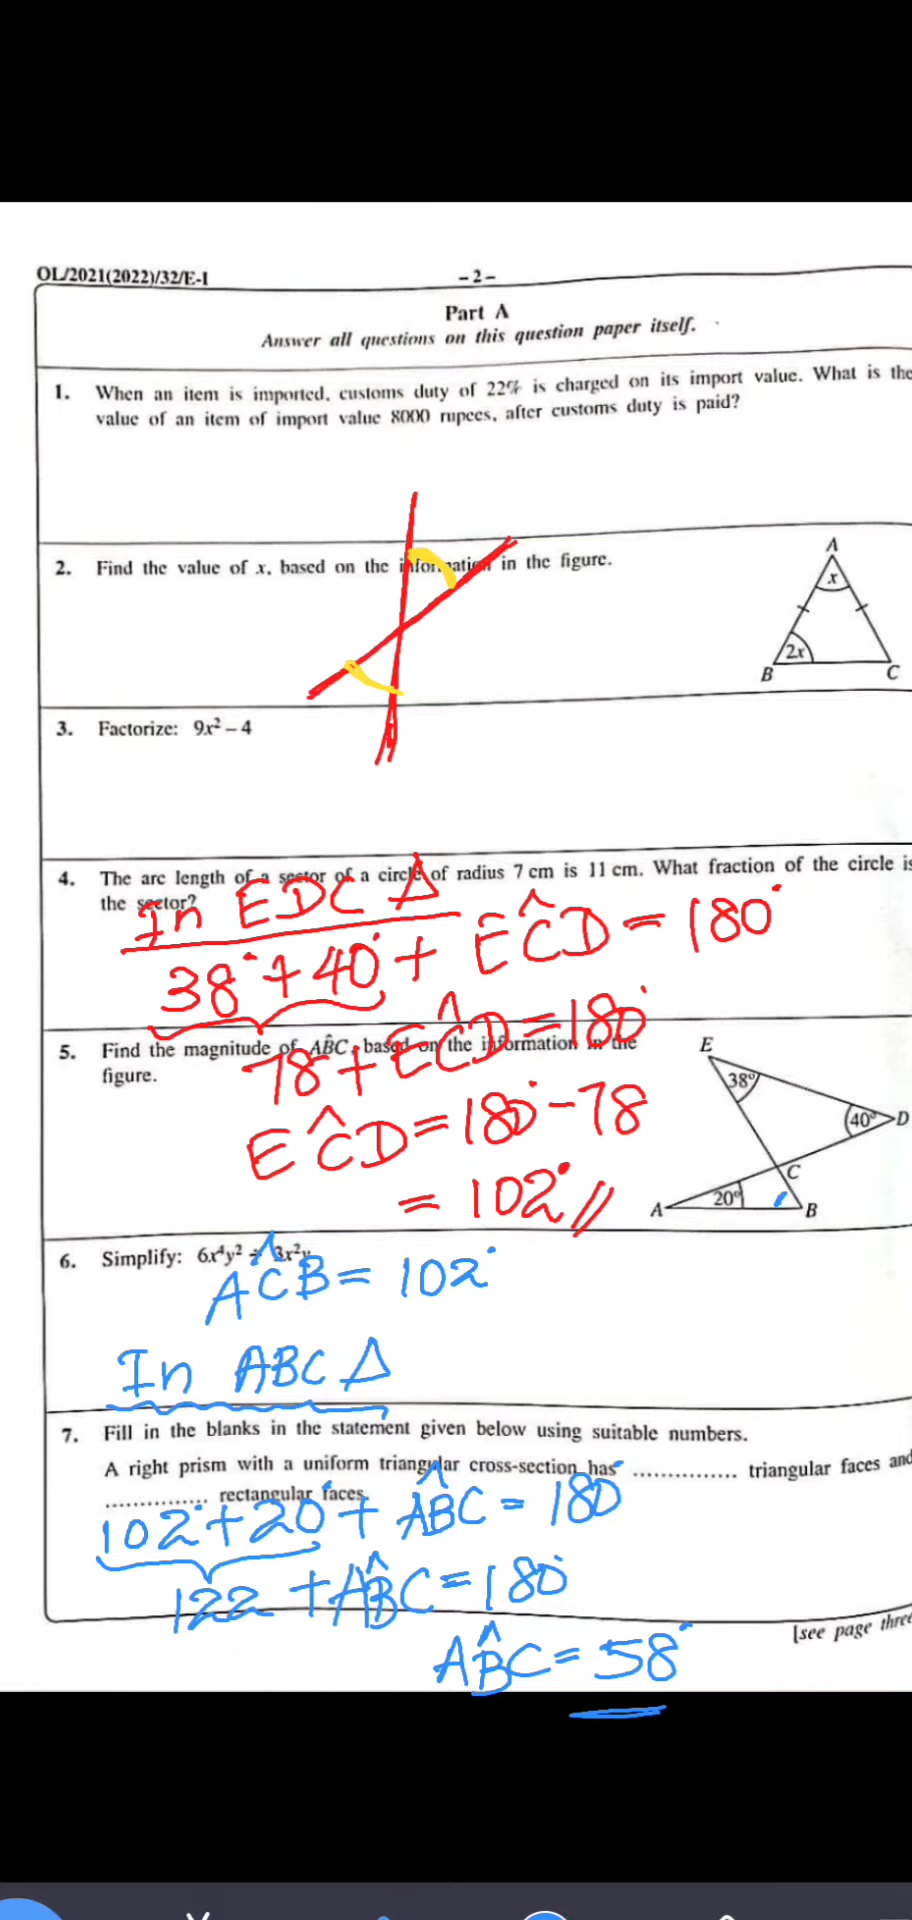 OL/2021(2022)/32/E-I
- 2 -
Part A
Answer all questions on this question paper itself.
1. When an item is imported, customs duty of 22% is charged on its import value. What is the
value of an item of import value 8000 rupees, after customs duty is paid?
2. Find the value of x, based on the information in the figure.
A
x
2x
B
C
3. Factorize: 9x² – 4
4. The arc length of a sector of a circle of radius 7 cm is 11 cm. What fraction of the circle is
the sector?
In EDC Δ
38° + 40° + EĈD = 180°
5. Find the magnitude of AB̂C, based on the information in the
figure.
78 + EĈD = 180°
EĈD = 180° - 78
= 102° //
E
38°
40°
D
C
A
20°
B
6. Simplify: 6x⁴y² ÷ 3x²y
AĈB = 102°
In ABC Δ
7. Fill in the blanks in the statement given below using suitable numbers.
A right prism with a uniform triangular cross-section has .............. triangular faces and
.............. rectangular faces.
102° + 20° + AB̂C = 180
122 + AB̂C = 180°
AB̂C = 58°
[see page three